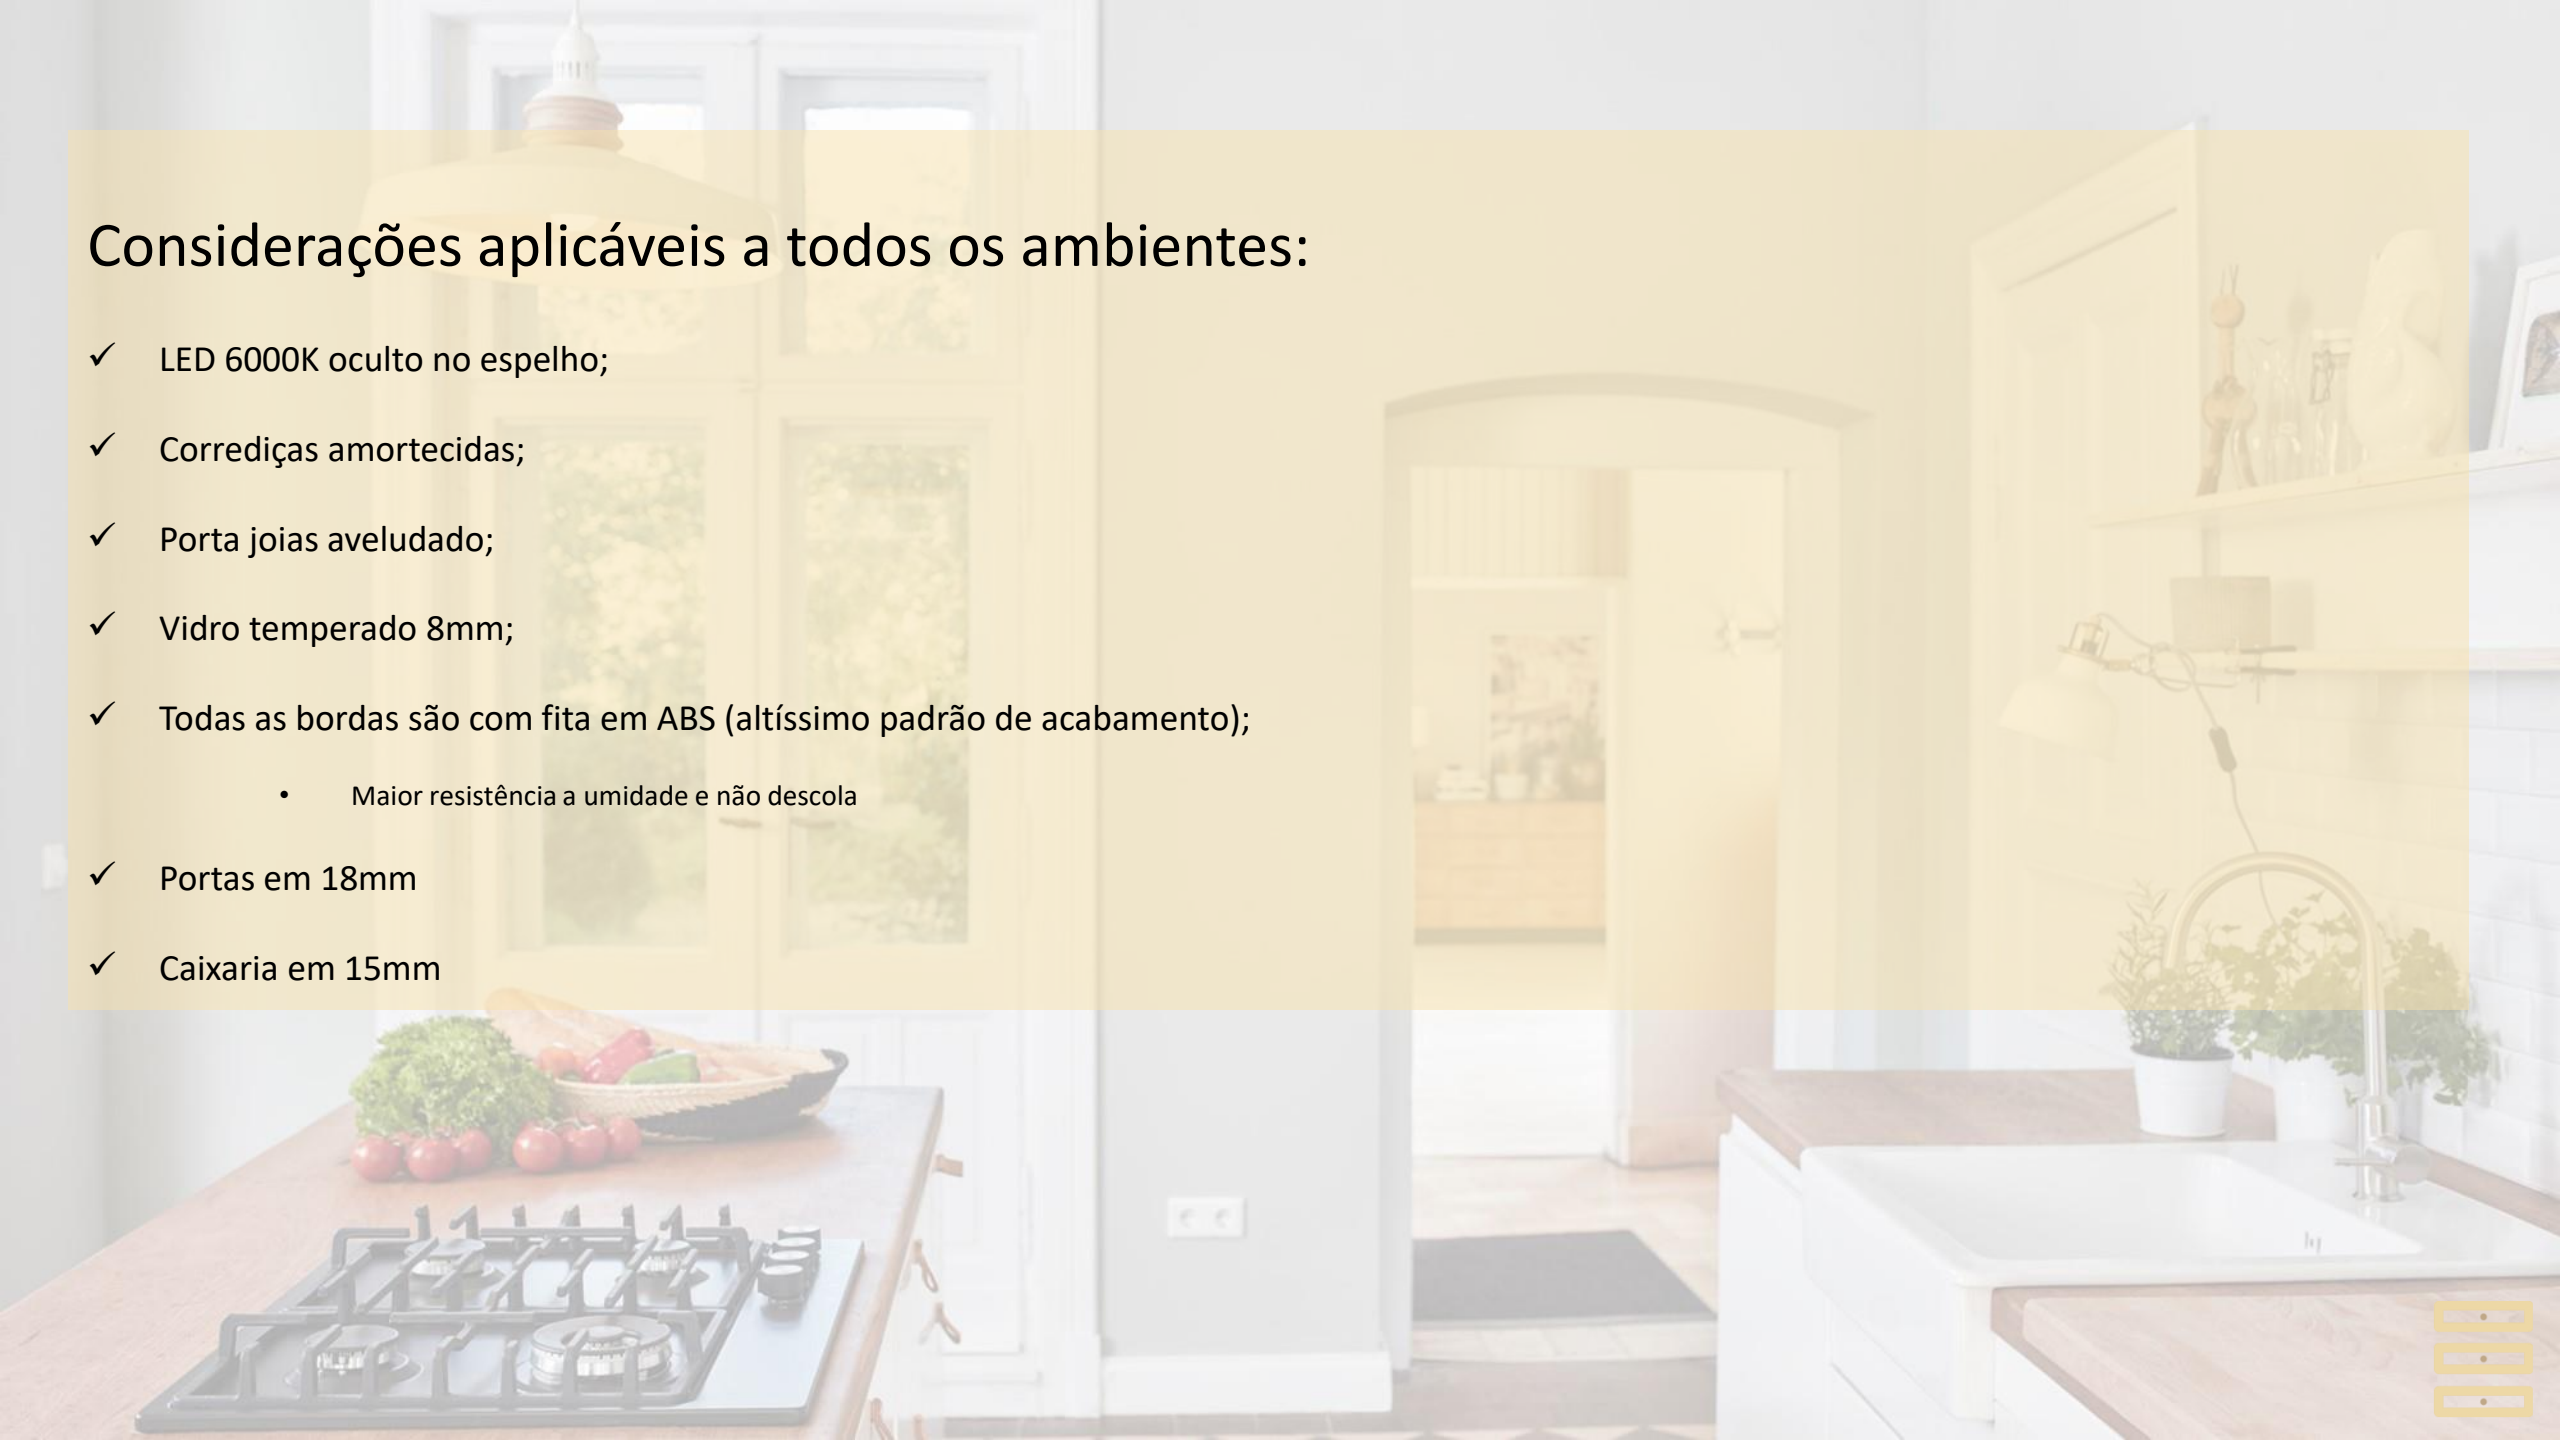 Considerações aplicáveis a todos os ambientes:
✓ LED 6000K oculto no espelho;
✓ Corrediças amortecidas;
✓ Porta joias aveludado;
✓ Vidro temperado 8mm;
✓ Todas as bordas são com fita em ABS (altíssimo padrão de acabamento);
• Maior resistência a umidade e não descola
✓ Portas em 18mm
✓ Caixaria em 15mm